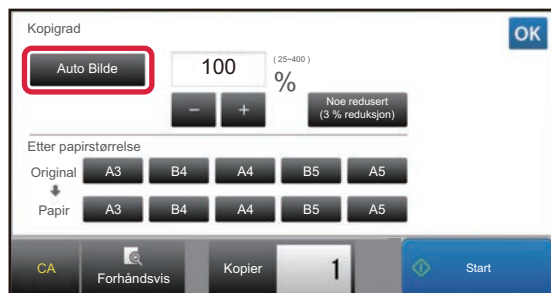 Kopigrad
OK
Auto Bilde
100
(25~400)
%
−
+
Noe redusert
(3 % reduksjon)
Etter papirstørrelse
Original A3 B4 A4 B5 A5
Papir A3 B4 A4 B5 A5
CA
Forhåndsvis
Kopier
1
Start